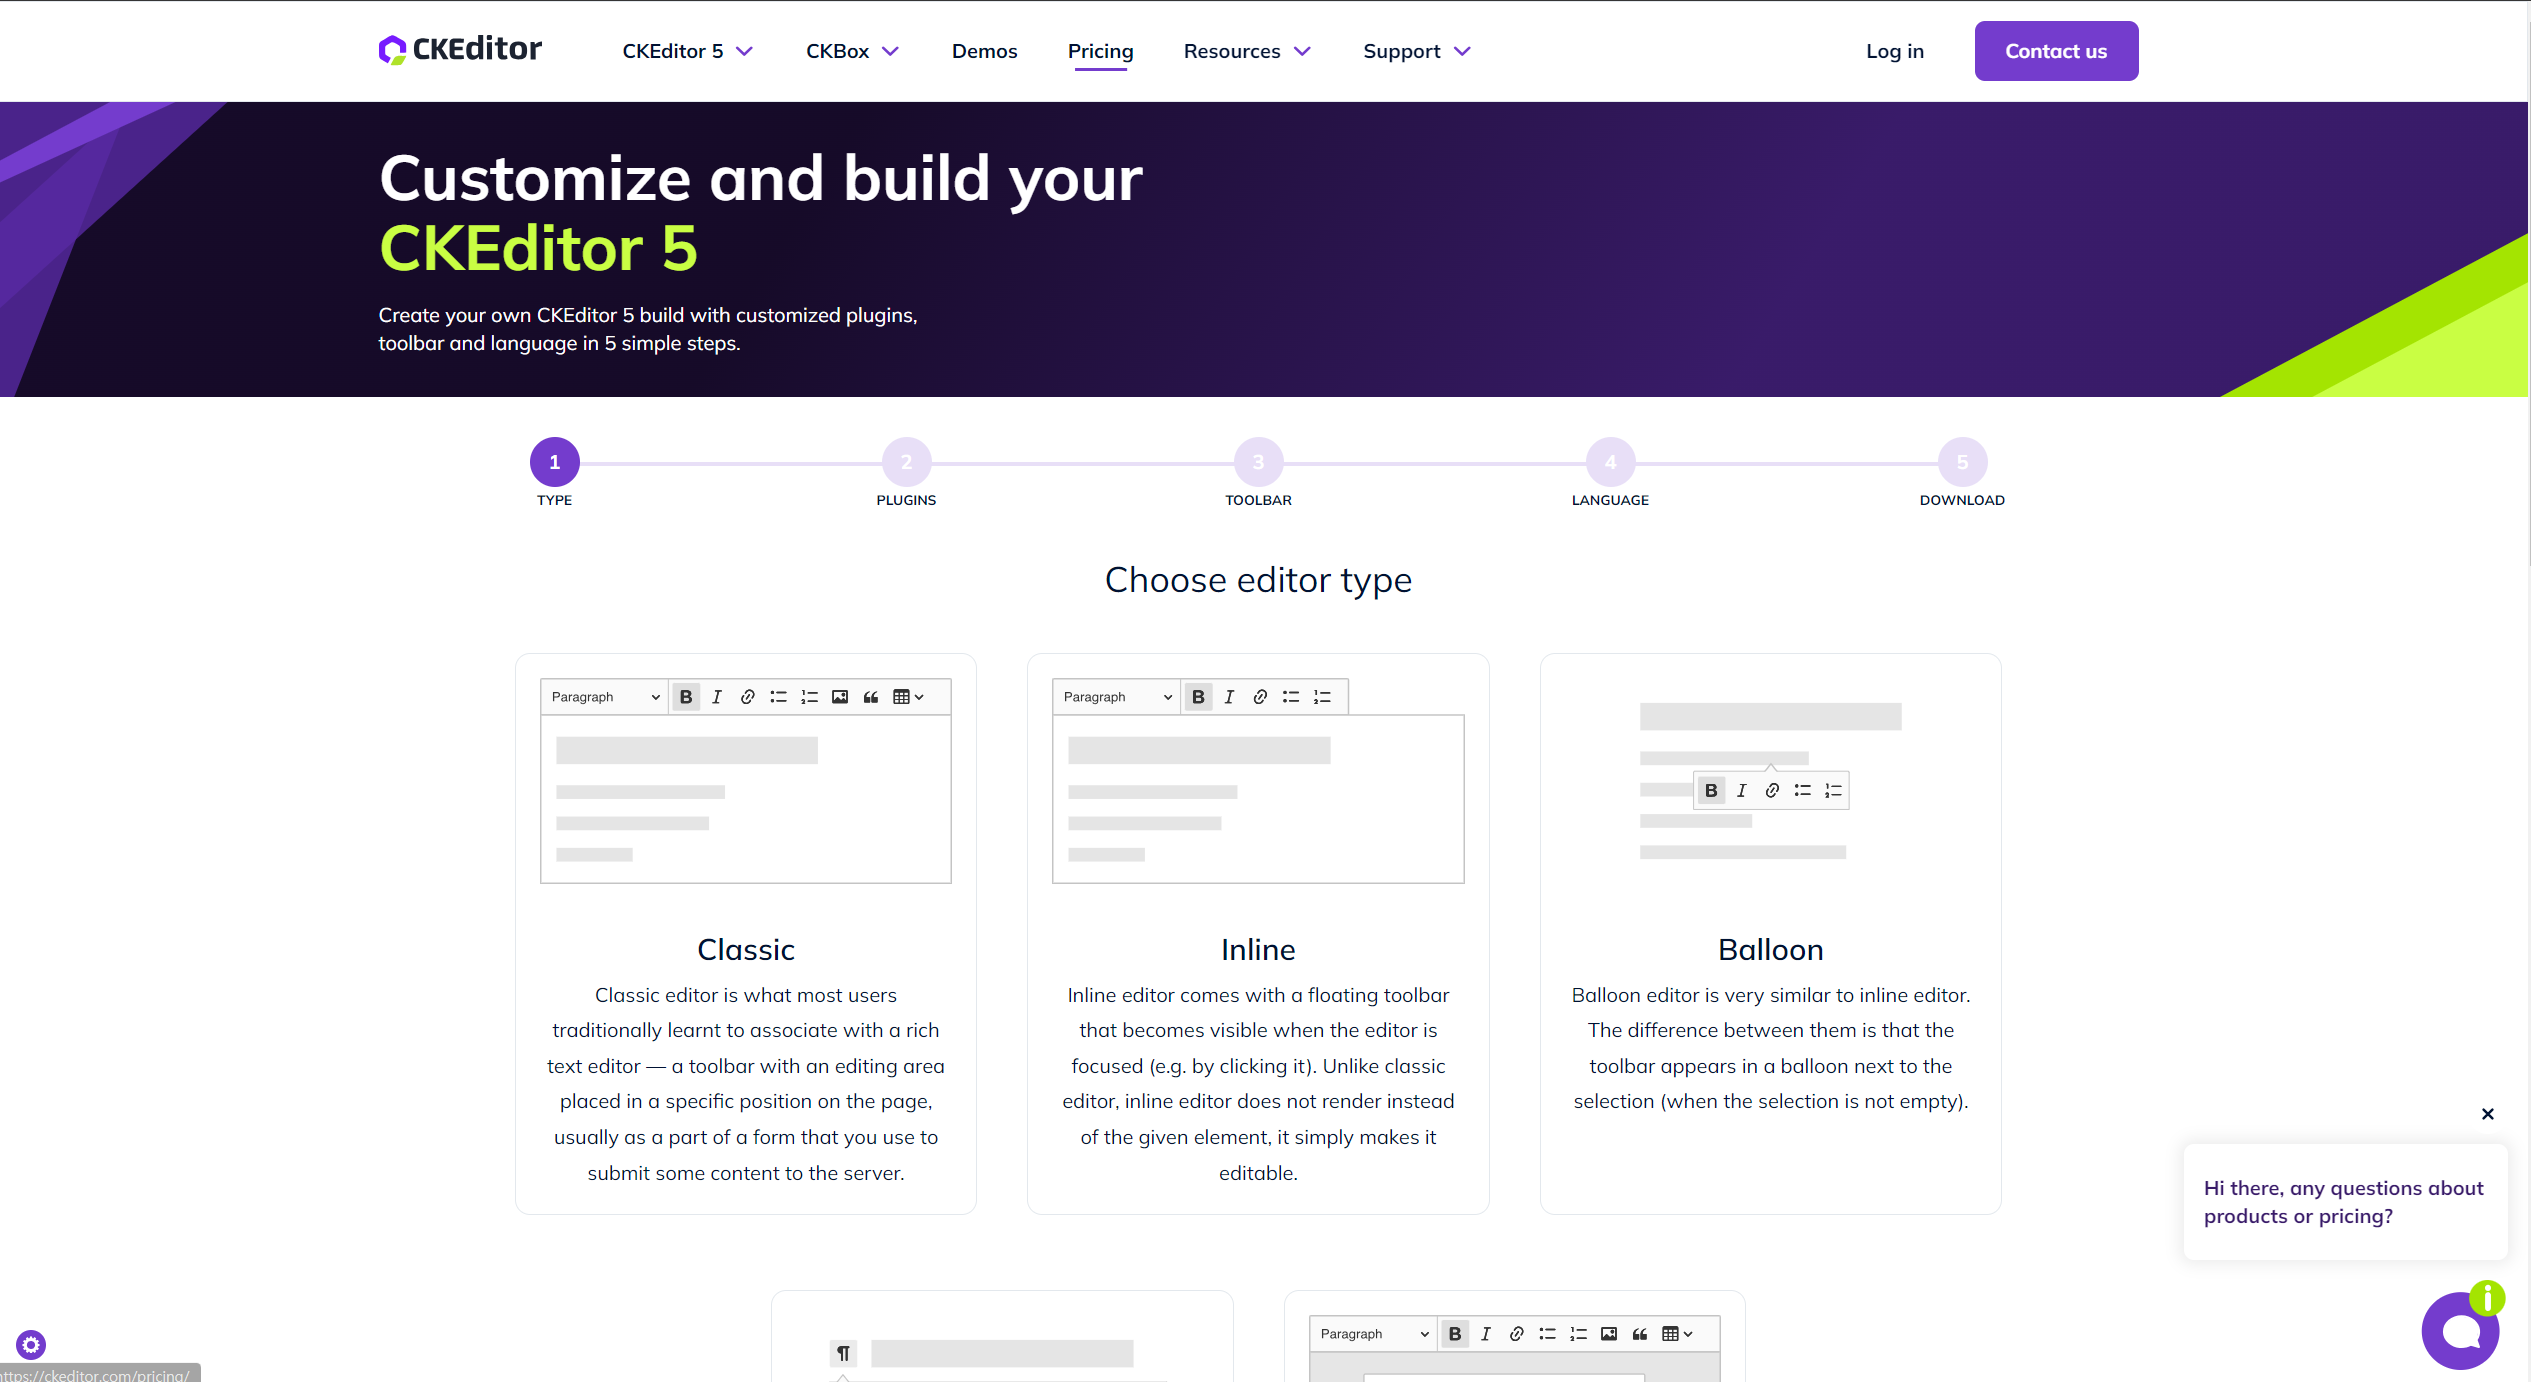 CKEditor
CKEditor 5
CKBox
Demos
Pricing
Resources
Support
Log in
Contact us
Customize and build your
CKEditor 5
Create your own CKEditor 5 build with customized plugins,
toolbar and language in 5 simple steps.
1
TYPE
2
PLUGINS
3
TOOLBAR
4
LANGUAGE
5
DOWNLOAD
Choose editor type
Paragraph
B I
Classic
Classic editor is what most users
traditionally learnt to associate with a rich
text editor — a toolbar with an editing area
placed in a specific position on the page,
usually as a part of a form that you use to
submit some content to the server.
Paragraph
B I
Inline
Inline editor comes with a floating toolbar
that becomes visible when the editor is
focused (e.g. by clicking it). Unlike classic
editor, inline editor does not render instead
of the given element, it simply makes it
editable.
B I
Balloon
Balloon editor is very similar to inline editor.
The difference between them is that the
toolbar appears in a balloon next to the
selection (when the selection is not empty).
Hi there, any questions about
products or pricing?
¶
Paragraph
B I
i
https://ckeditor.com/pricing/